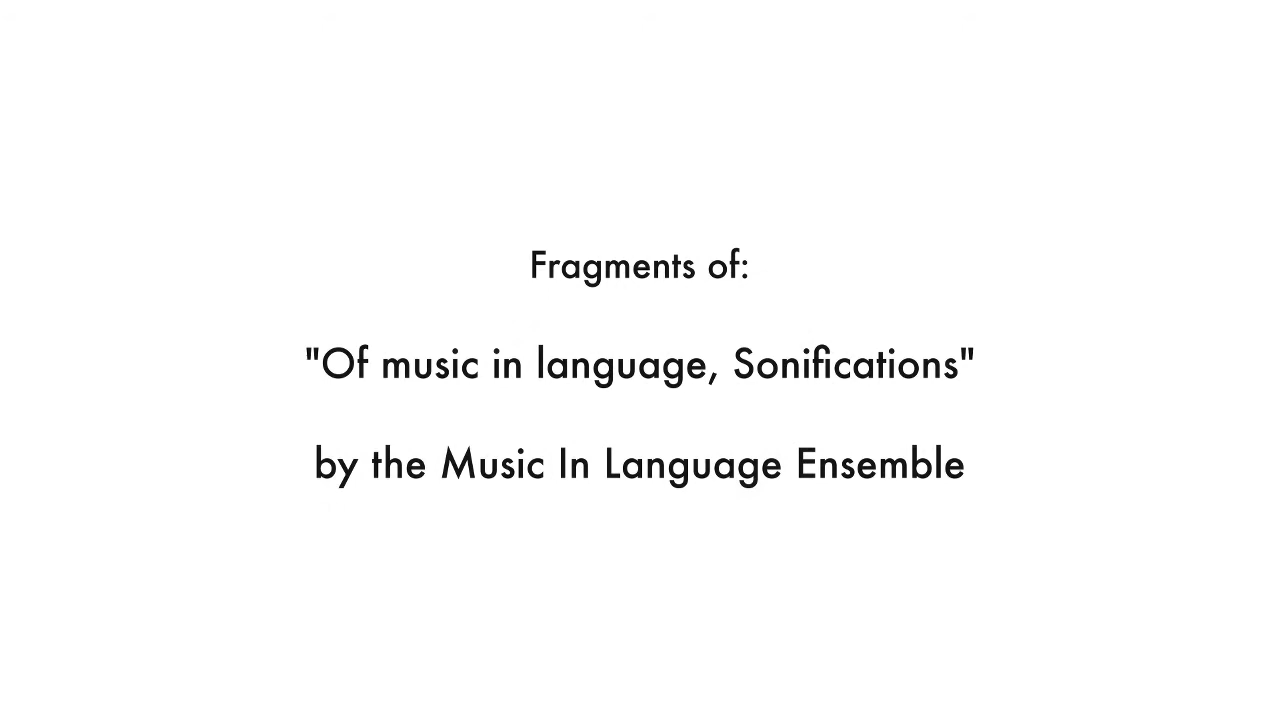 Fragments of:
"Of music in language, Sonifications"
by the Music In Language Ensemble